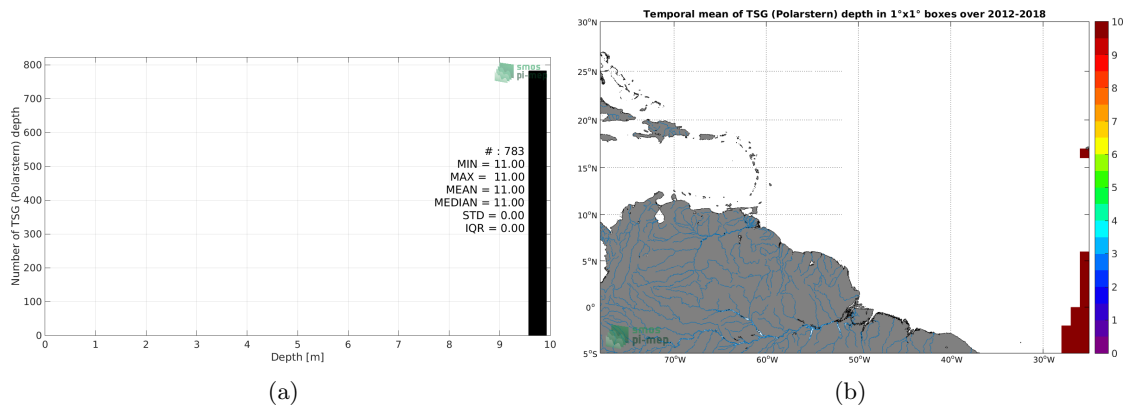 smos
pi-mep
800
700
600
500
400
300
200
100
0
Number of TSG (Polarstern) depth
# : 783
MIN = 11.00
MAX = 11.00
MEAN = 11.00
MEDIAN = 11.00
STD = 0.00
IQR = 0.00
0 1 2 3 4 5 6 7 8 9 10
Depth [m]
(a)
Temporal mean of TSG (Polarstern) depth in 1°x1° boxes over 2012-2018
30°N
25°N
20°N
15°N
10°N
5°N
0°
5°S
70°W 60°W 50°W 40°W 30°W
smos
pi-mep
10
9
8
7
6
5
4
3
2
1
0
(b)